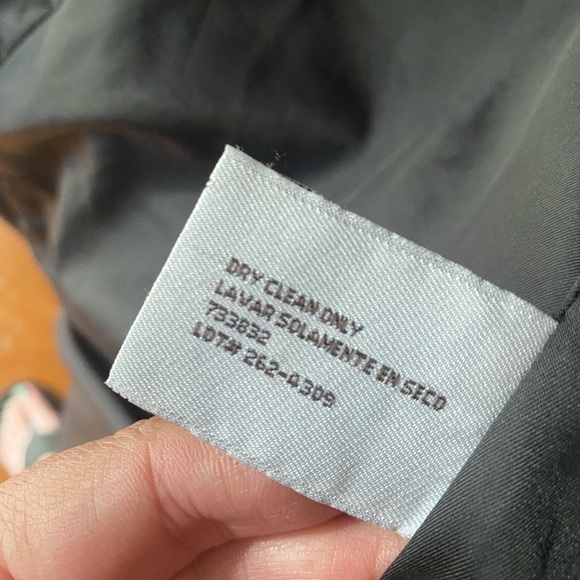 DRY CLEAN ONLY
LAVAR SOLAMENTE EN SECO
733832
LOT# 262-4309